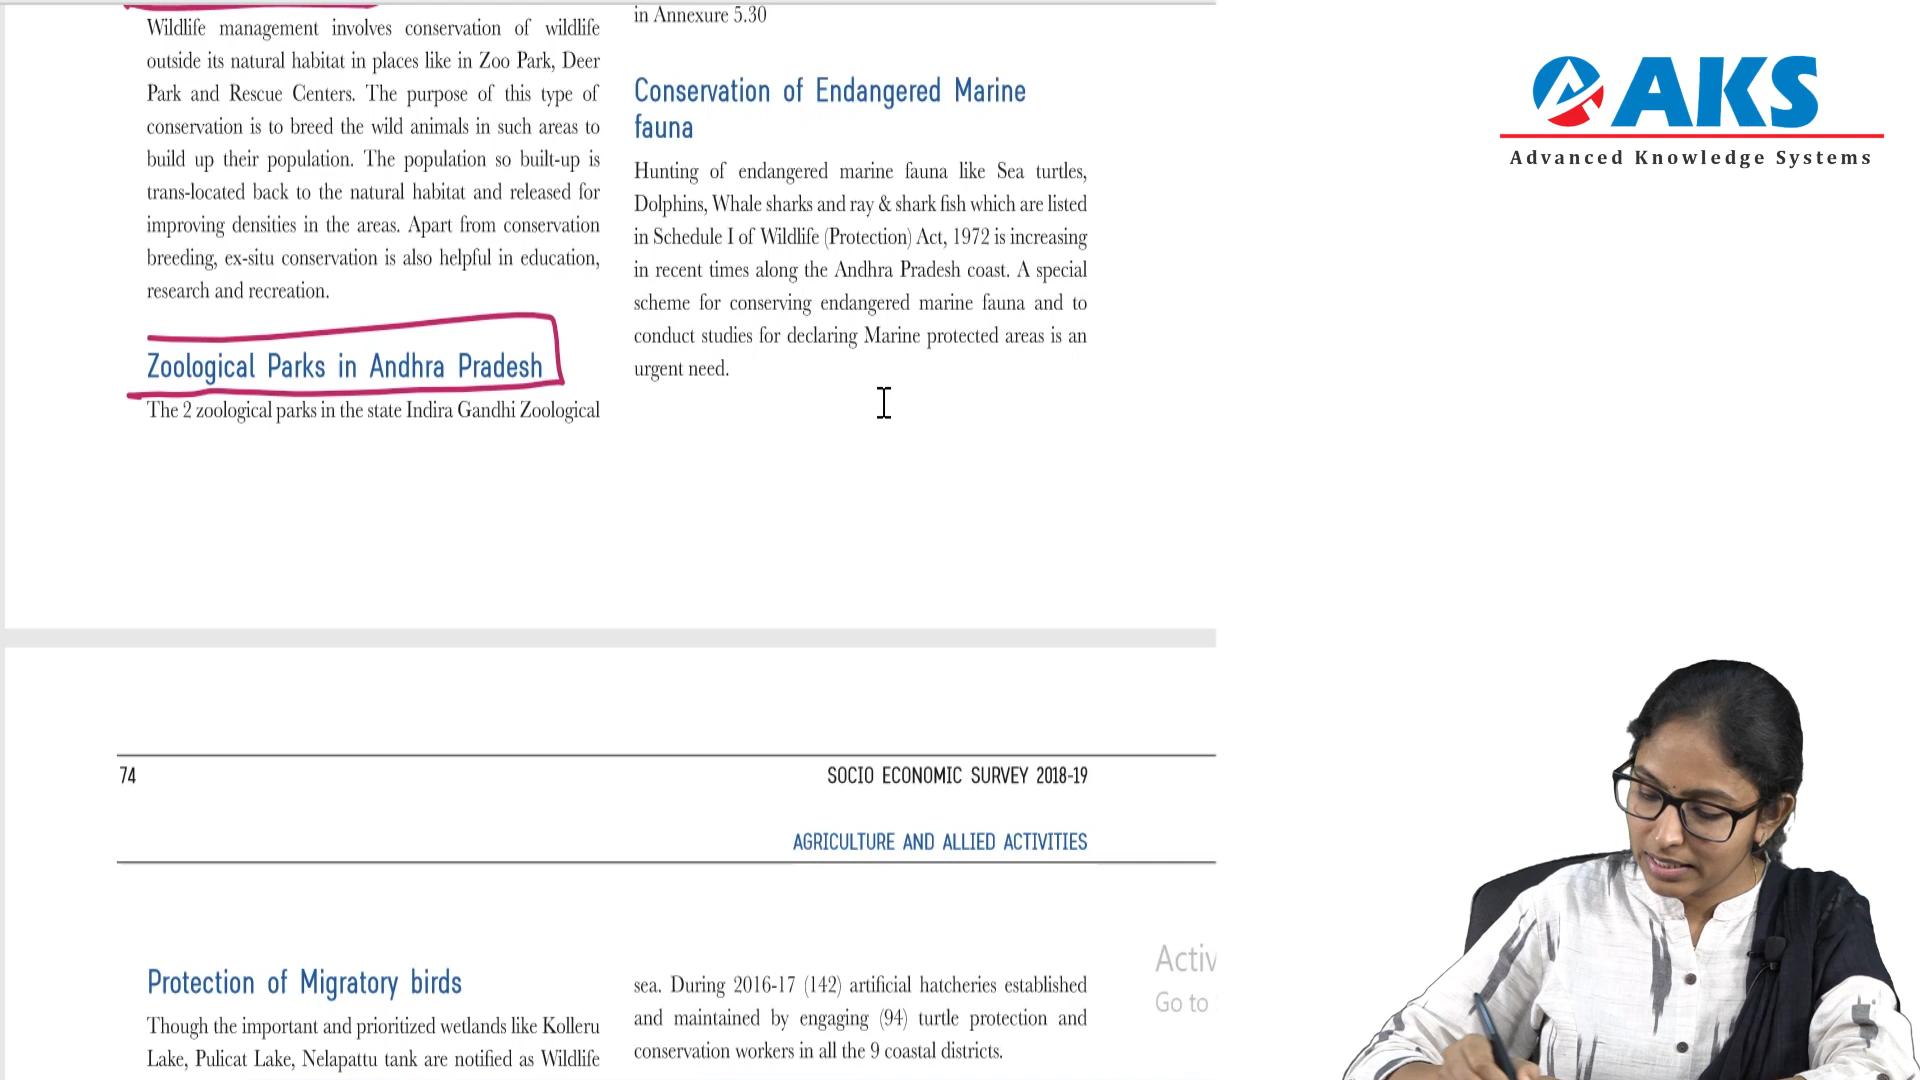 Wildlife management involves conservation of wildlife
outside its natural habitat in places like in Zoo Park, Deer
Park and Rescue Centers. The purpose of this type of
conservation is to breed the wild animals in such areas to
build up their population. The population so built-up is
trans-located back to the natural habitat and released for
improving densities in the areas. Apart from conservation
breeding, ex-situ conservation is also helpful in education,
research and recreation.
Zoological Parks in Andhra Pradesh
The 2 zoological parks in the state Indira Gandhi Zoological
in Annexure 5.30
Conservation of Endangered Marine
fauna
Hunting of endangered marine fauna like Sea turtles,
Dolphins, Whale sharks and ray & shark fish which are listed
in Schedule I of Wildlife (Protection) Act, 1972 is increasing
in recent times along the Andhra Pradesh coast. A special
scheme for conserving endangered marine fauna and to
conduct studies for declaring Marine protected areas is an
urgent need.
AKS
Advanced Knowledge Systems
74
SOCIO ECONOMIC SURVEY 2018-19
AGRICULTURE AND ALLIED ACTIVITIES
Protection of Migratory birds
Though the important and prioritized wetlands like Kolleru
Lake, Pulicat Lake, Nelapattu tank are notified as Wildlife
sea. During 2016-17 (142) artificial hatcheries established
and maintained by engaging (94) turtle protection and
conservation workers in all the 9 coastal districts.
Activ
Go to